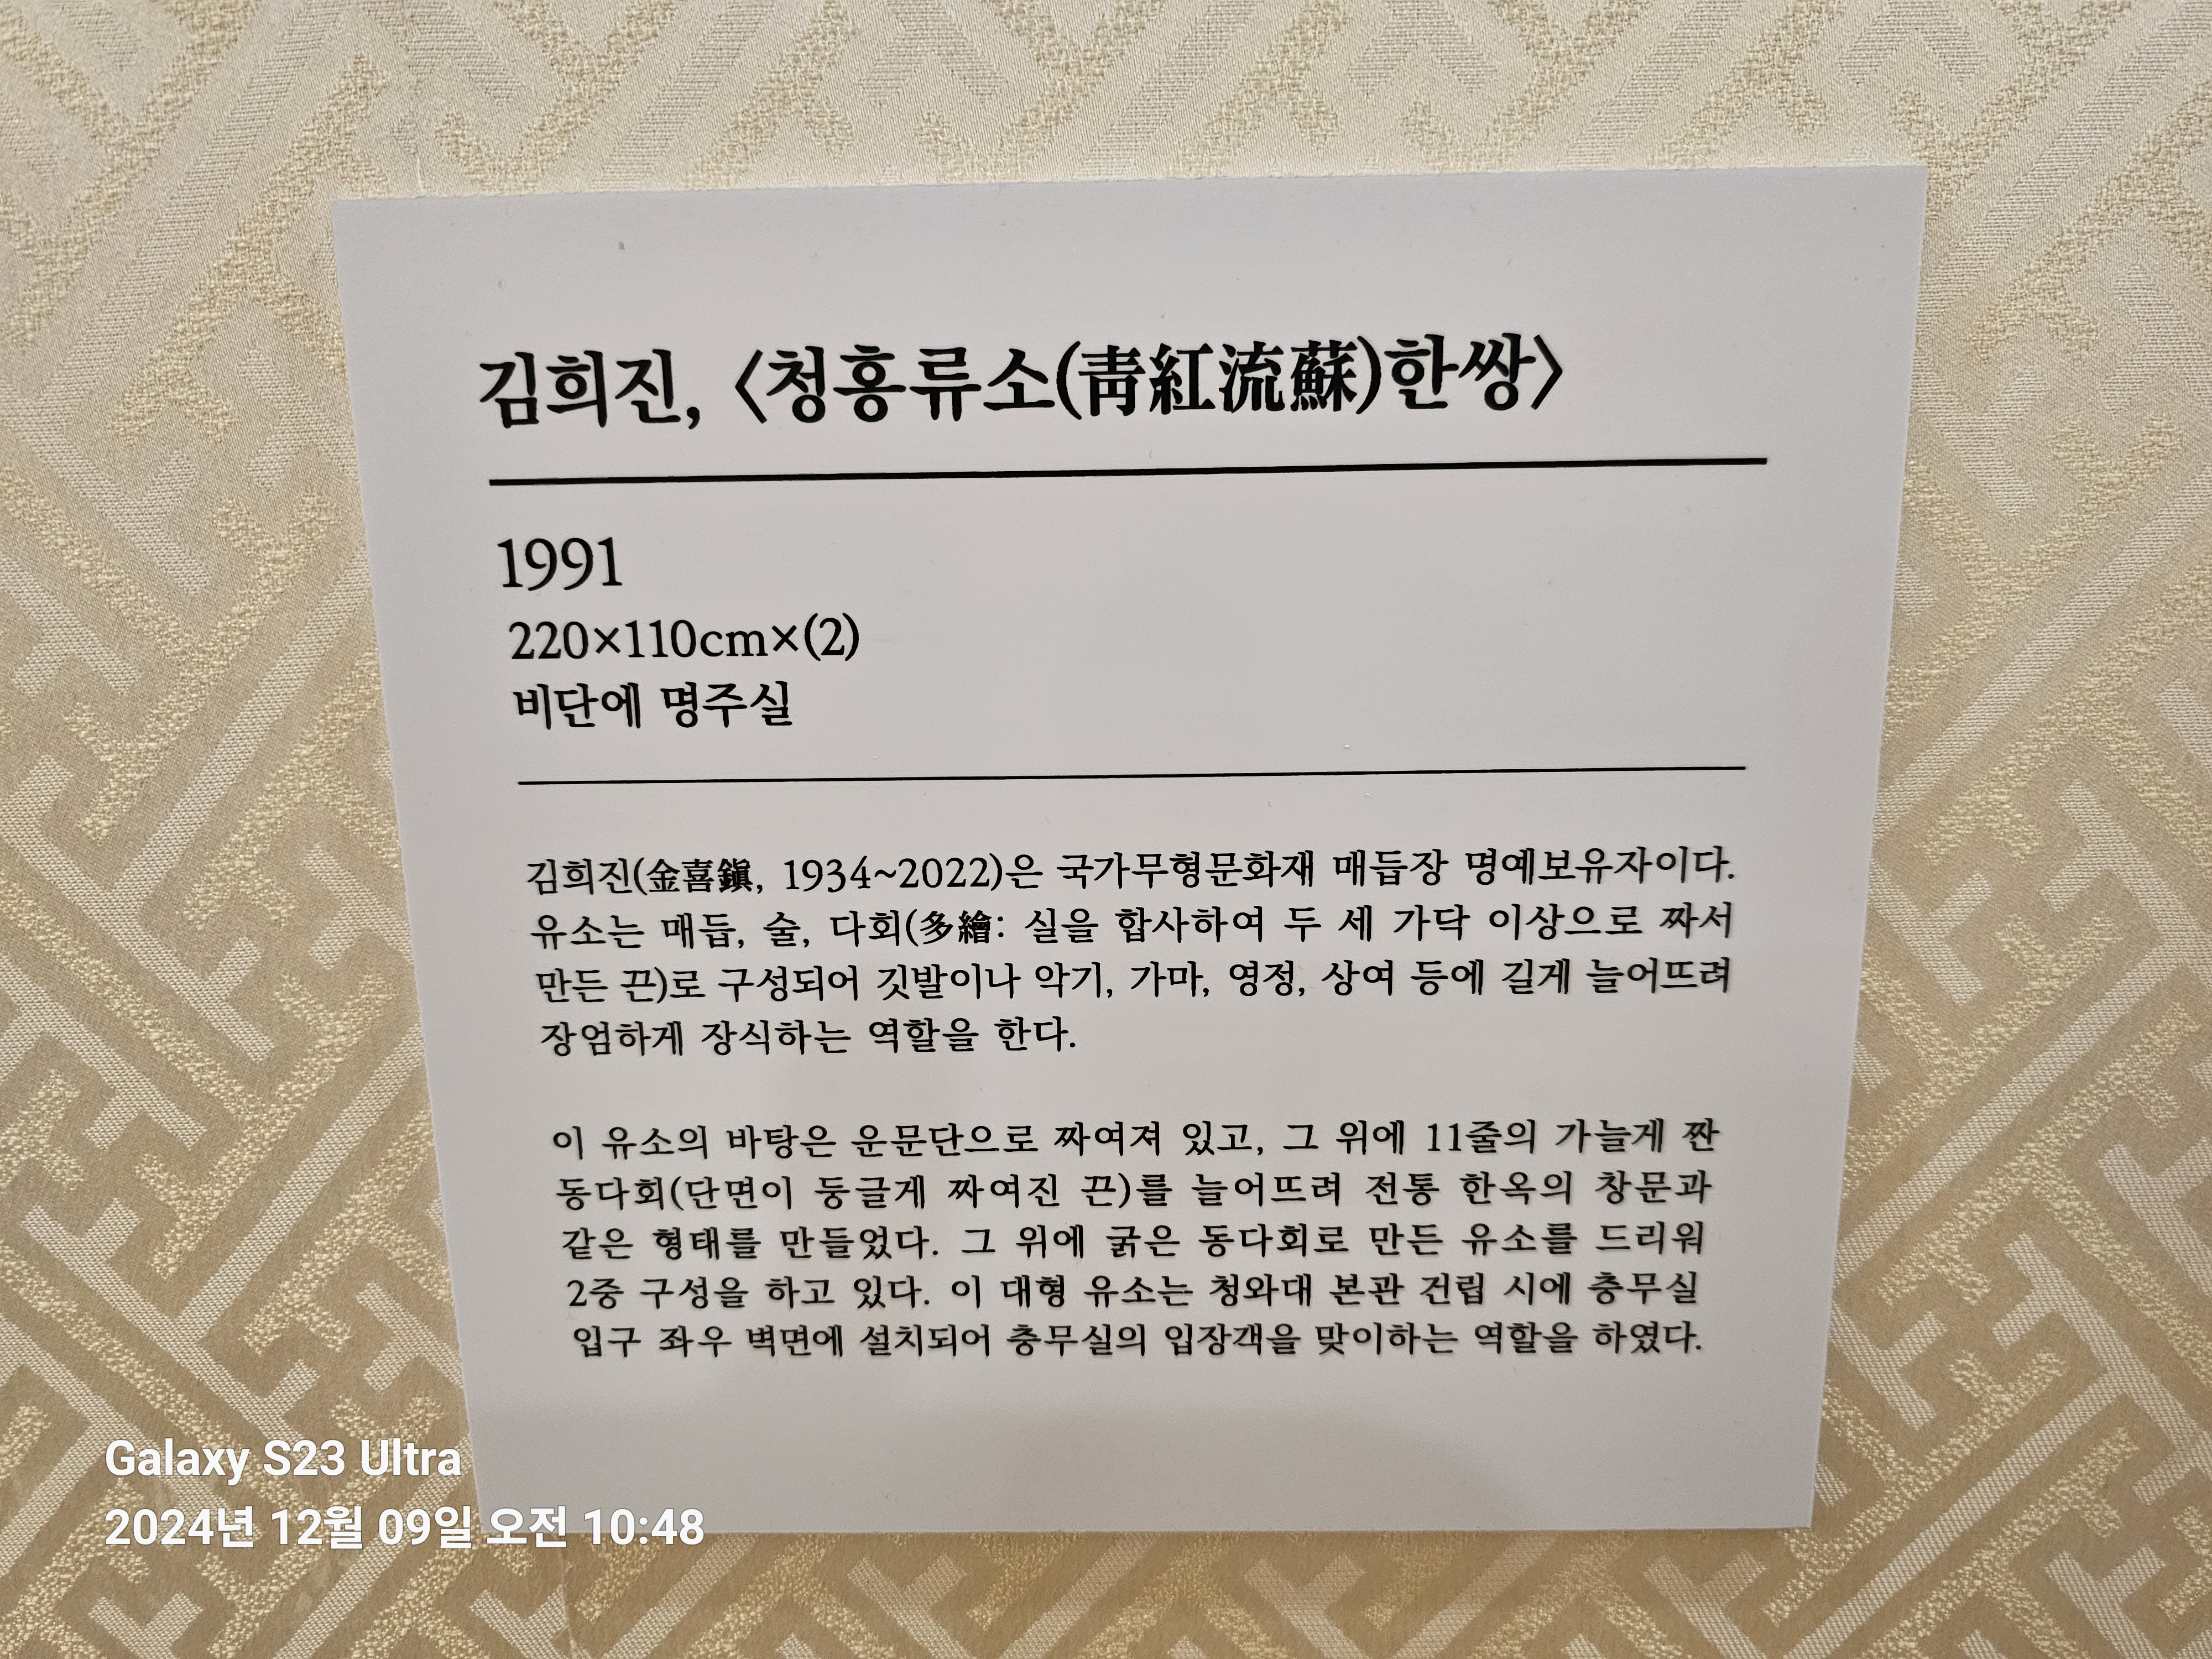 김희진, 〈청홍류소(靑紅流蘇)한쌍〉
1991
220×110cm×(2)
비단에 명주실
김희진(金喜鎭, 1934~2022)은 국가무형문화재 매듭장 명예보유자이다.
유소는 매듭, 술, 다회(多繪: 실을 합사하여 두 세 가닥 이상으로 짜서
만든 끈)로 구성되어 깃발이나 악기, 가마, 영정, 상여 등에 길게 늘어뜨려
장엄하게 장식하는 역할을 한다.
이 유소의 바탕은 운문단으로 짜여져 있고, 그 위에 11줄의 가늘게 짠
동다회(단면이 둥글게 짜여진 끈)를 늘어뜨려 전통 한옥의 창문과
같은 형태를 만들었다. 그 위에 굵은 동다회로 만든 유소를 드리워
2중 구성을 하고 있다. 이 대형 유소는 청와대 본관 건립 시에 충무실
입구 좌우 벽면에 설치되어 충무실의 입장객을 맞이하는 역할을 하였다.
Galaxy S23 Ultra
2024년 12월 09일 오전 10:48